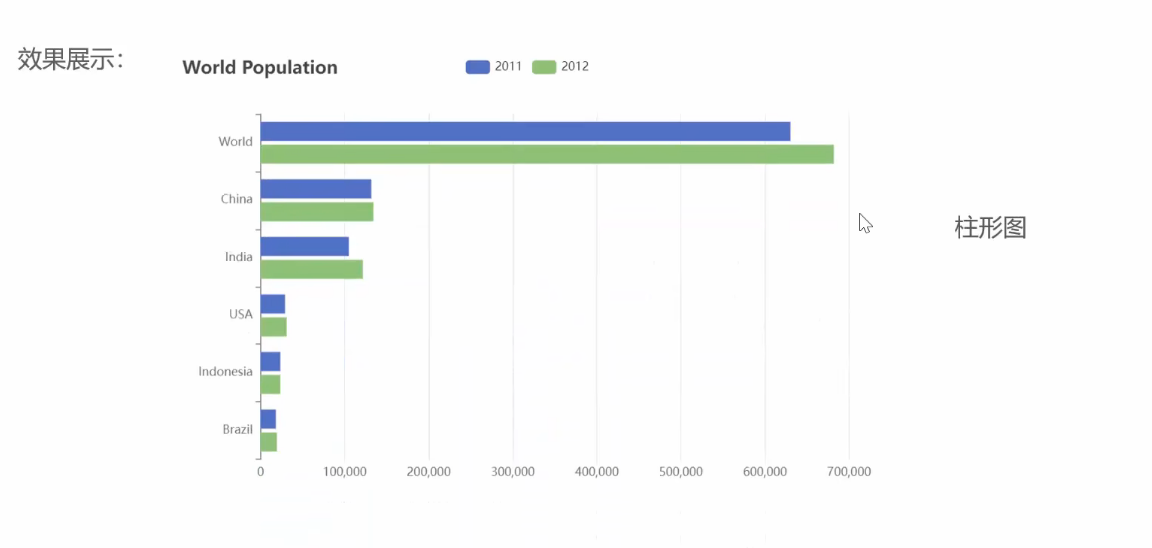 效果展示：
World Population
2011 2012
World
China
India
USA
Indonesia
Brazil
0 100,000 200,000 300,000 400,000 500,000 600,000 700,000
柱形图